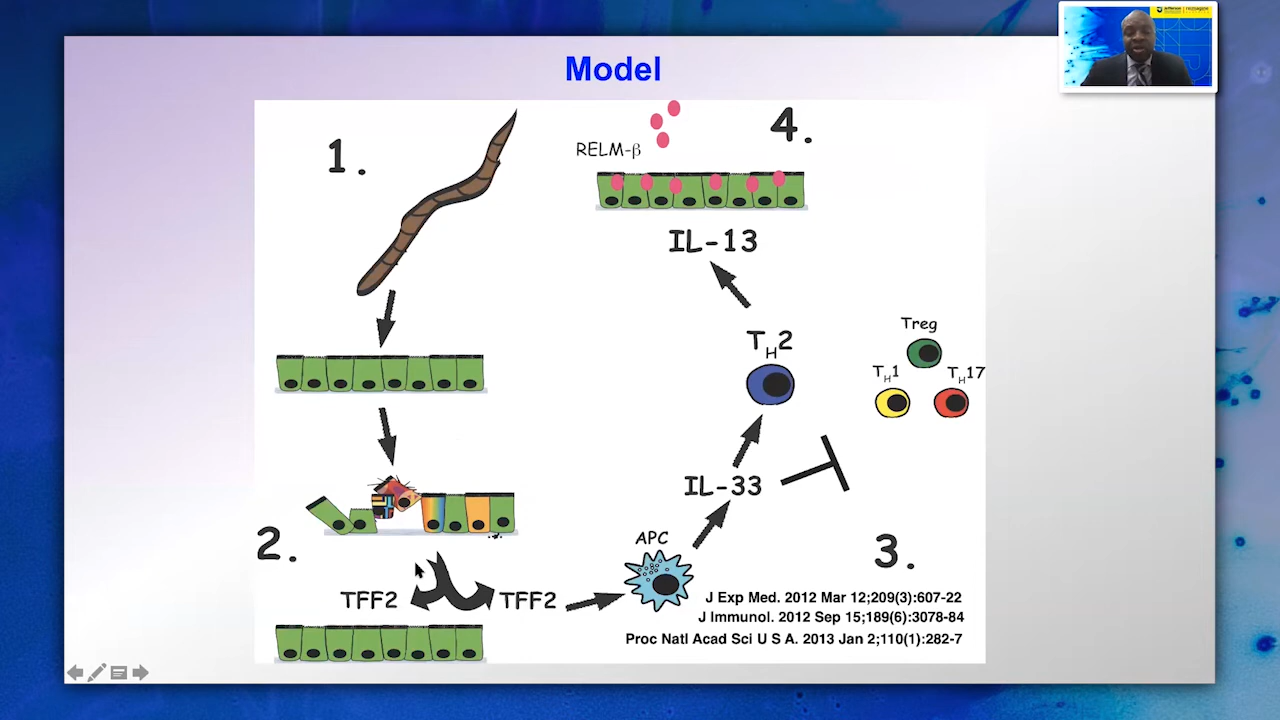 Model
1.
4.
RELM-β
IL-13
TH2
Treg
TH1
TH17
IL-33
2.
APC
3.
TFF2
TFF2
J Exp Med. 2012 Mar 12;209(3):607-22
J Immunol. 2012 Sep 15;189(6):3078-84
Proc Natl Acad Sci U S A. 2013 Jan 2;110(1):282-7